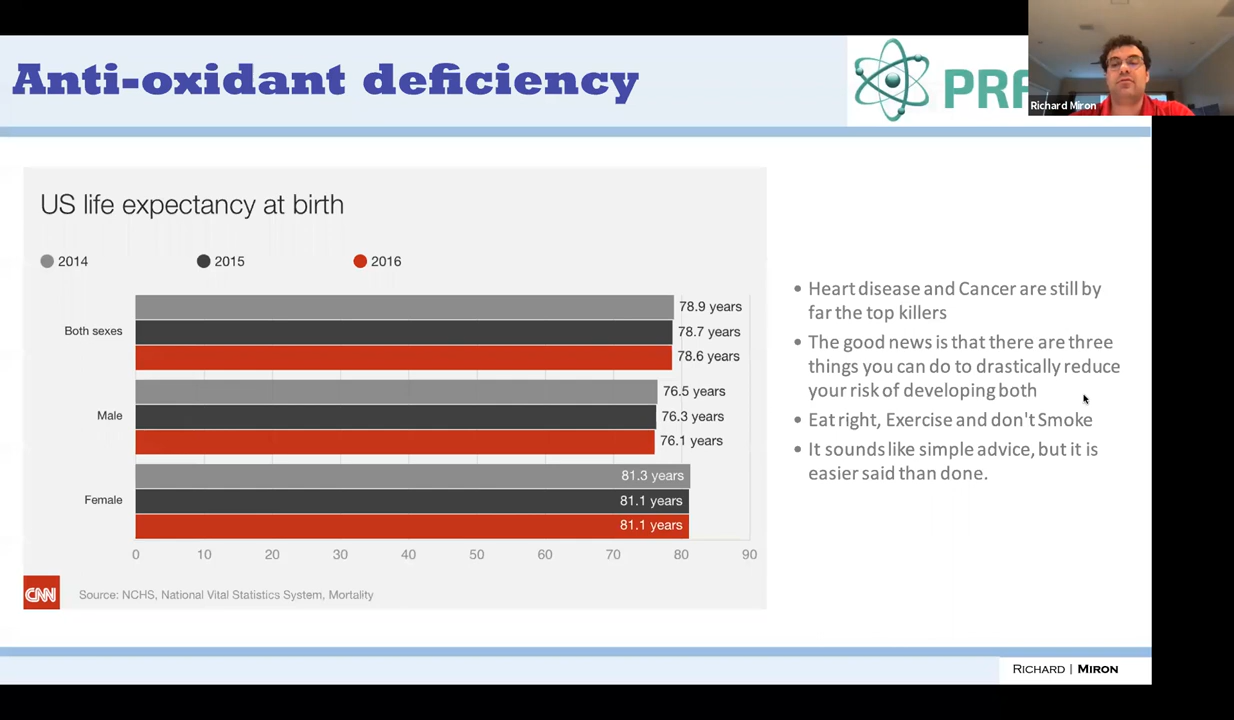 Anti-oxidant deficiency
PRF
Richard Miron
US life expectancy at birth
2014
2015
2016
Both sexes
78.9 years
78.7 years
78.6 years
Male
76.5 years
76.3 years
76.1 years
Female
81.3 years
81.1 years
81.1 years
0 10 20 30 40 50 60 70 80 90
CNN
Source: NCHS, National Vital Statistics System, Mortality
• Heart disease and Cancer are still by
far the top killers
• The good news is that there are three
things you can do to drastically reduce
your risk of developing both
• Eat right, Exercise and don't Smoke
• It sounds like simple advice, but it is
easier said than done.
RICHARD | MIRON